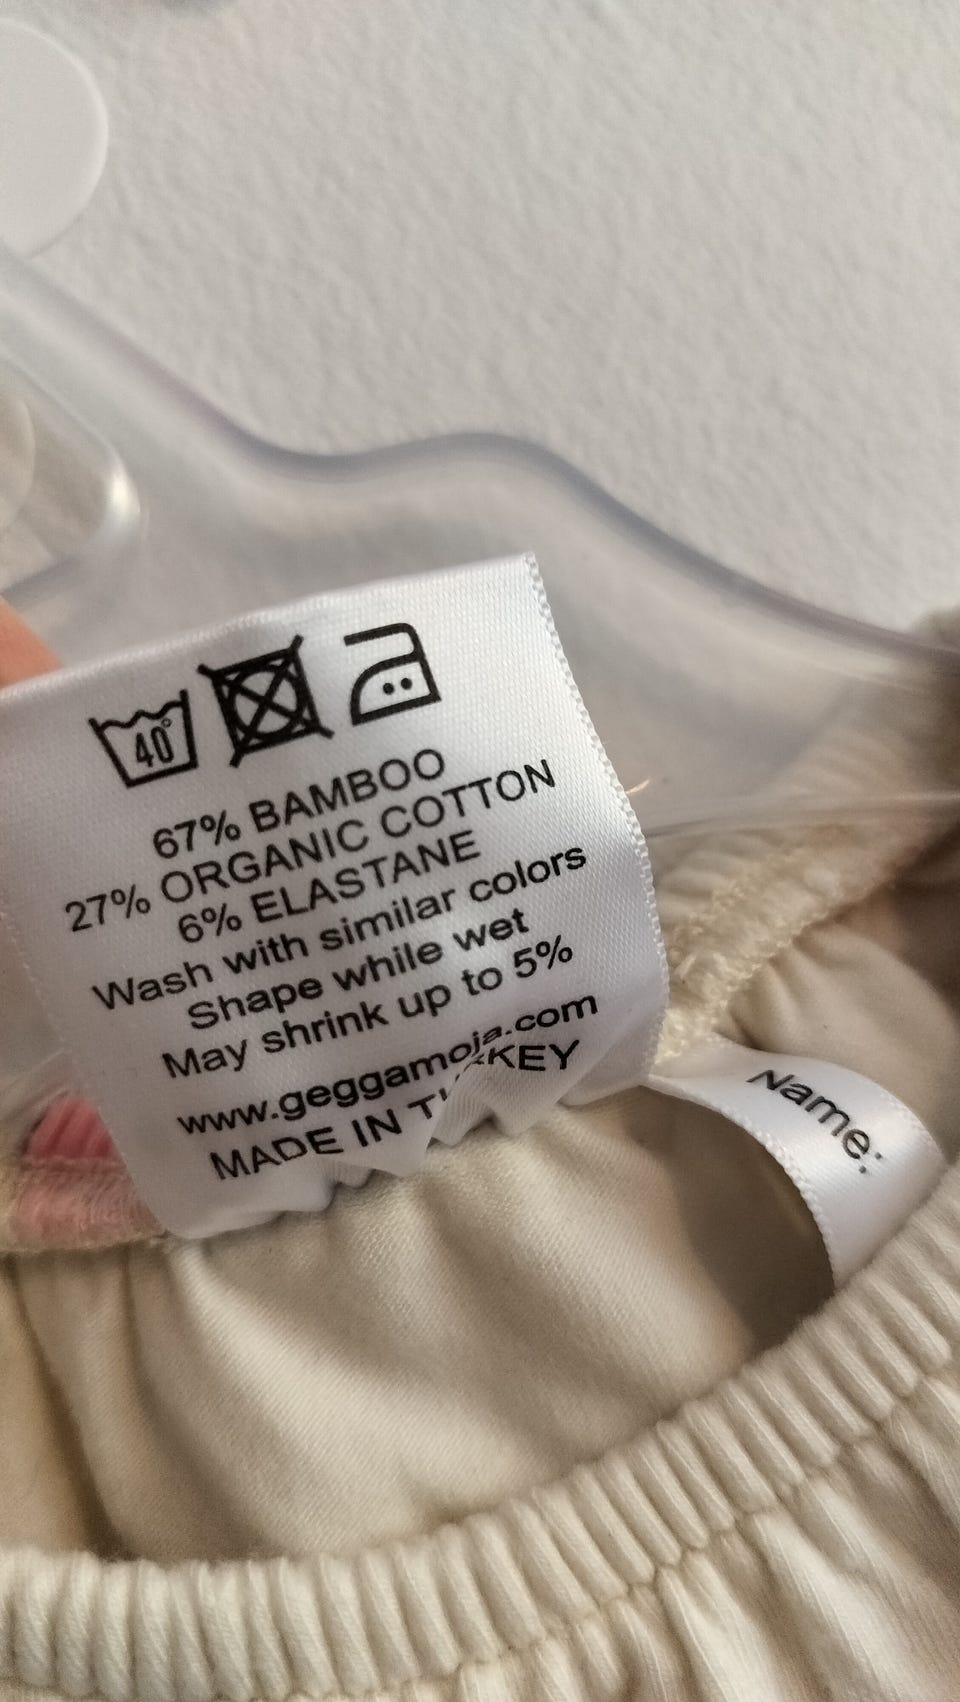 40°
67% BAMBOO
27% ORGANIC COTTON
6% ELASTANE
Wash with similar colors
Shape while wet
May shrink up to 5%
www.geggamoja.com
MADE IN TURKEY
Name: